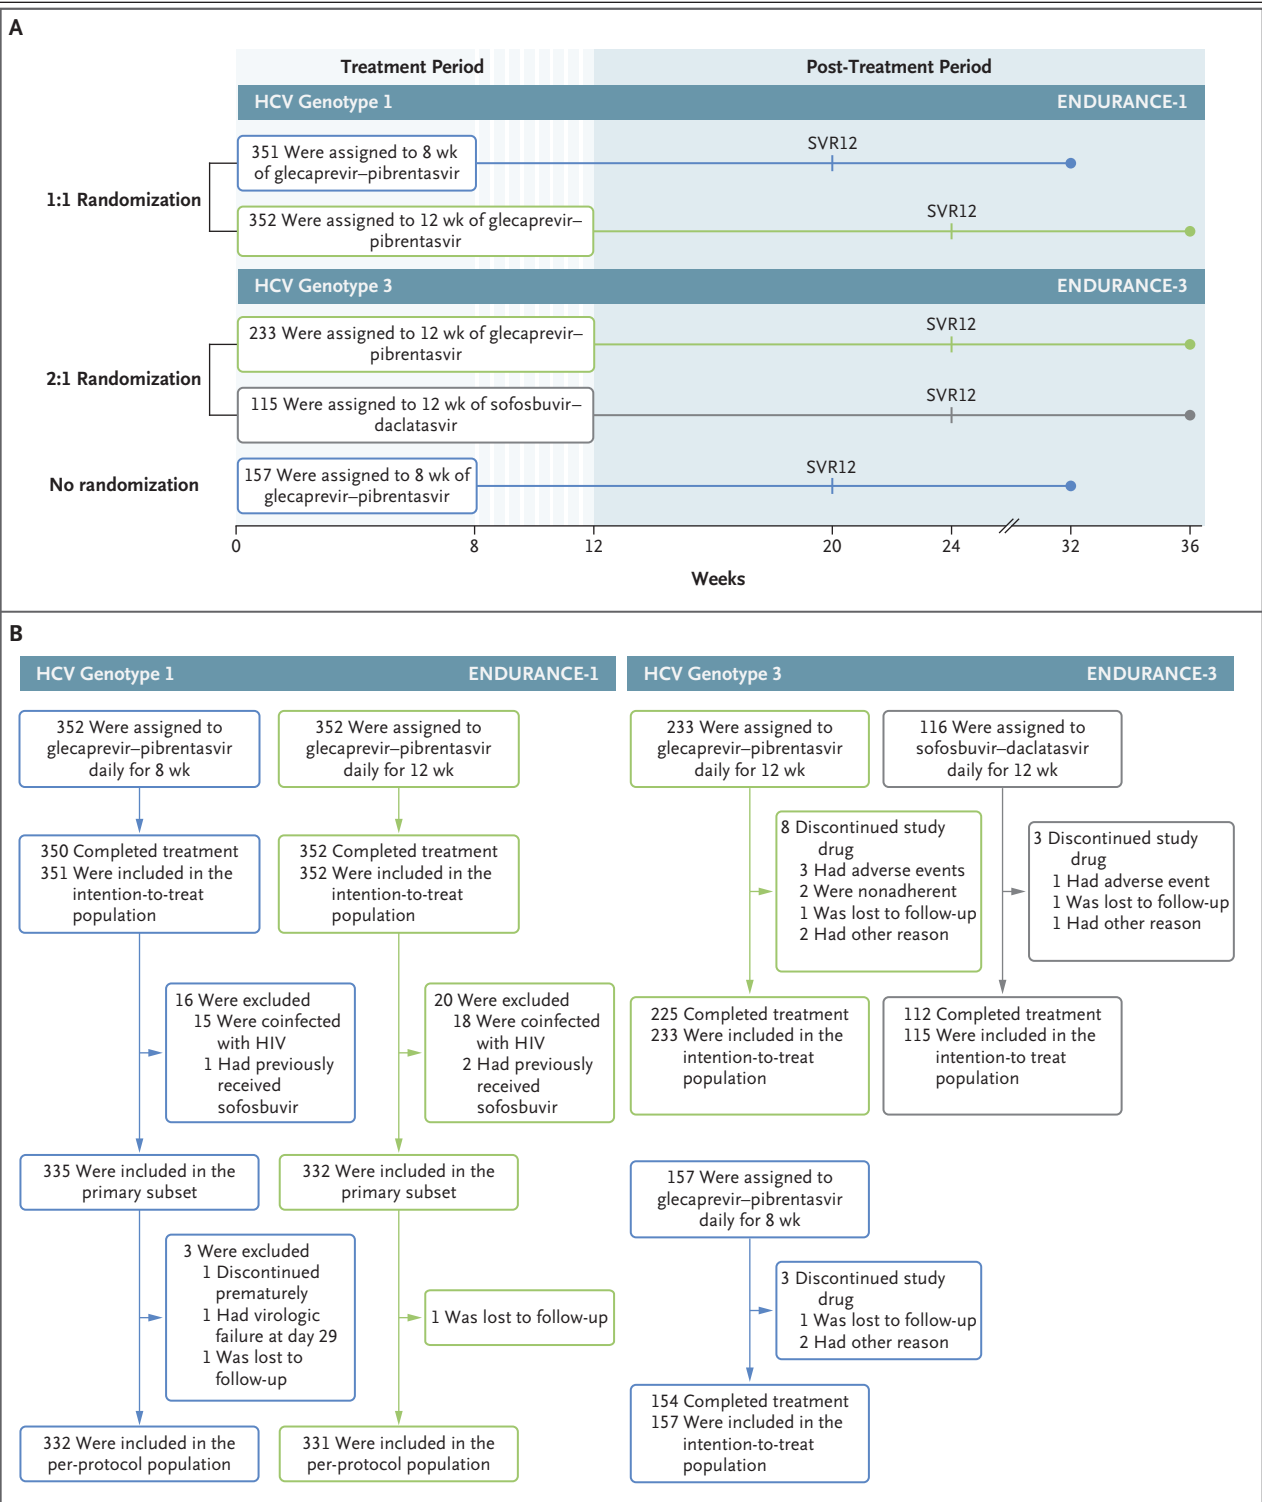 A
Treatment Period
Post-Treatment Period
HCV Genotype 1
ENDURANCE-1
1:1 Randomization
351 Were assigned to 8 wk
of glecaprevir–pibrentasvir
SVR12
352 Were assigned to 12 wk of glecaprevir–
pibrentasvir
SVR12
HCV Genotype 3
ENDURANCE-3
2:1 Randomization
233 Were assigned to 12 wk of glecaprevir–
pibrentasvir
SVR12
115 Were assigned to 12 wk of sofosbuvir–
daclatasvir
SVR12
No randomization
157 Were assigned to 8 wk of
glecaprevir–pibrentasvir
SVR12
0
8
12
20
24
32
36
Weeks
B
HCV Genotype 1
ENDURANCE-1
352 Were assigned to
glecaprevir–pibrentasvir
daily for 8 wk
350 Completed treatment
351 Were included in the
intention-to-treat
population
16 Were excluded
15 Were coinfected
with HIV
1 Had previously
received
sofosbuvir
335 Were included in the
primary subset
3 Were excluded
1 Discontinued
prematurely
1 Had virologic
failure at day 29
1 Was lost to
follow-up
332 Were included in the
per-protocol population
352 Were assigned to
glecaprevir–pibrentasvir
daily for 12 wk
352 Completed treatment
352 Were included in the
intention-to-treat
population
20 Were excluded
18 Were coinfected
with HIV
2 Had previously
received
sofosbuvir
332 Were included in the
primary subset
1 Was lost to follow-up
331 Were included in the
per-protocol population
HCV Genotype 3
ENDURANCE-3
233 Were assigned to
glecaprevir–pibrentasvir
daily for 12 wk
8 Discontinued study
drug
3 Had adverse events
2 Were nonadherent
1 Was lost to follow-up
2 Had other reason
225 Completed treatment
233 Were included in the
intention-to-treat
population
116 Were assigned to
sofosbuvir–daclatasvir
daily for 12 wk
3 Discontinued study
drug
1 Had adverse event
1 Was lost to follow-up
1 Had other reason
112 Completed treatment
115 Were included in the
intention-to treat
population
157 Were assigned to
glecaprevir–pibrentasvir
daily for 8 wk
3 Discontinued study
drug
1 Was lost to follow-up
2 Had other reason
154 Completed treatment
157 Were included in the
intention-to-treat
population